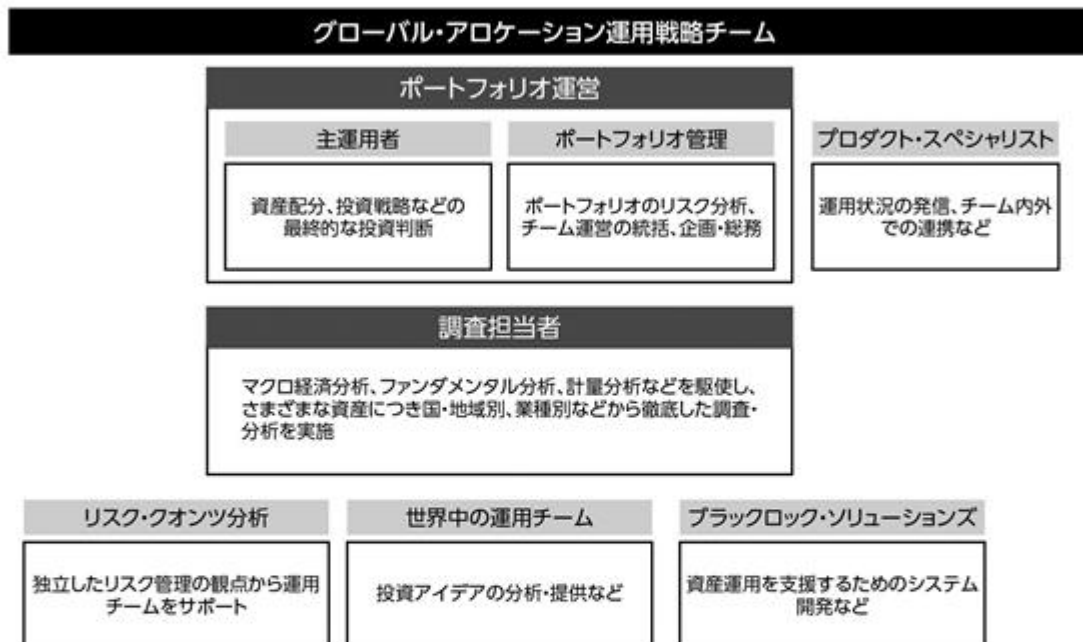 グローバル・アロケーション運用戦略チーム
ポートフォリオ運営
主運用者
ポートフォリオ管理
プロダクト・スペシャリスト
資産配分、投資戦略などの
最終的な投資判断
ポートフォリオのリスク分析、
チーム運営の統括、企画・総務
運用状況の発信、チーム内外
での連携など
調査担当者
マクロ経済分析、ファンダメンタル分析、計量分析などを駆使し、
さまざまな資産につき国・地域別、業種別などから徹底した調査・
分析を実施
リスク・クオンツ分析
世界中の運用チーム
ブラックロック・ソリューションズ
独立したリスク管理の観点から運用
チームをサポート
投資アイデアの分析・提供など
資産運用を支援するためのシステム
開発など